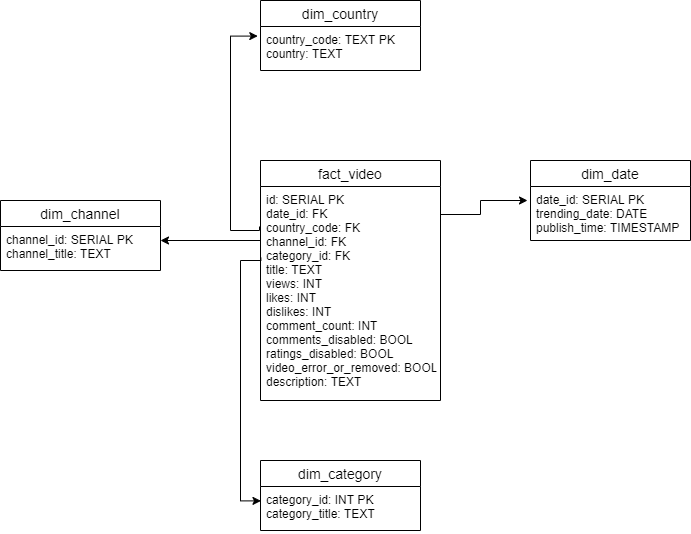 dim_country
country_code: TEXT PK
country: TEXT
fact_video
id: SERIAL PK
date_id: FK
country_code: FK
channel_id: FK
category_id: FK
title: TEXT
views: INT
likes: INT
dislikes: INT
comment_count: INT
comments_disabled: BOOL
ratings_disabled: BOOL
video_error_or_removed: BOOL
description: TEXT
dim_date
date_id: SERIAL PK
trending_date: DATE
publish_time: TIMESTAMP
dim_channel
channel_id: SERIAL PK
channel_title: TEXT
dim_category
category_id: INT PK
category_title: TEXT